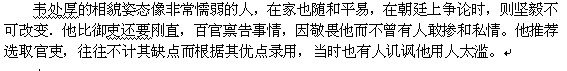 韦处厚的相貌姿态像非常懦弱的人，在家也随和平易，在朝廷上争论时，则坚毅不
可改变．他比御吏还要刚直，百官禀告事情，因敬畏他而不曾有人敢掺和私情。他推荐
选取官吏，往往不计其缺点而根据其优点录用，当时也有人讥讽他用人太滥。↵